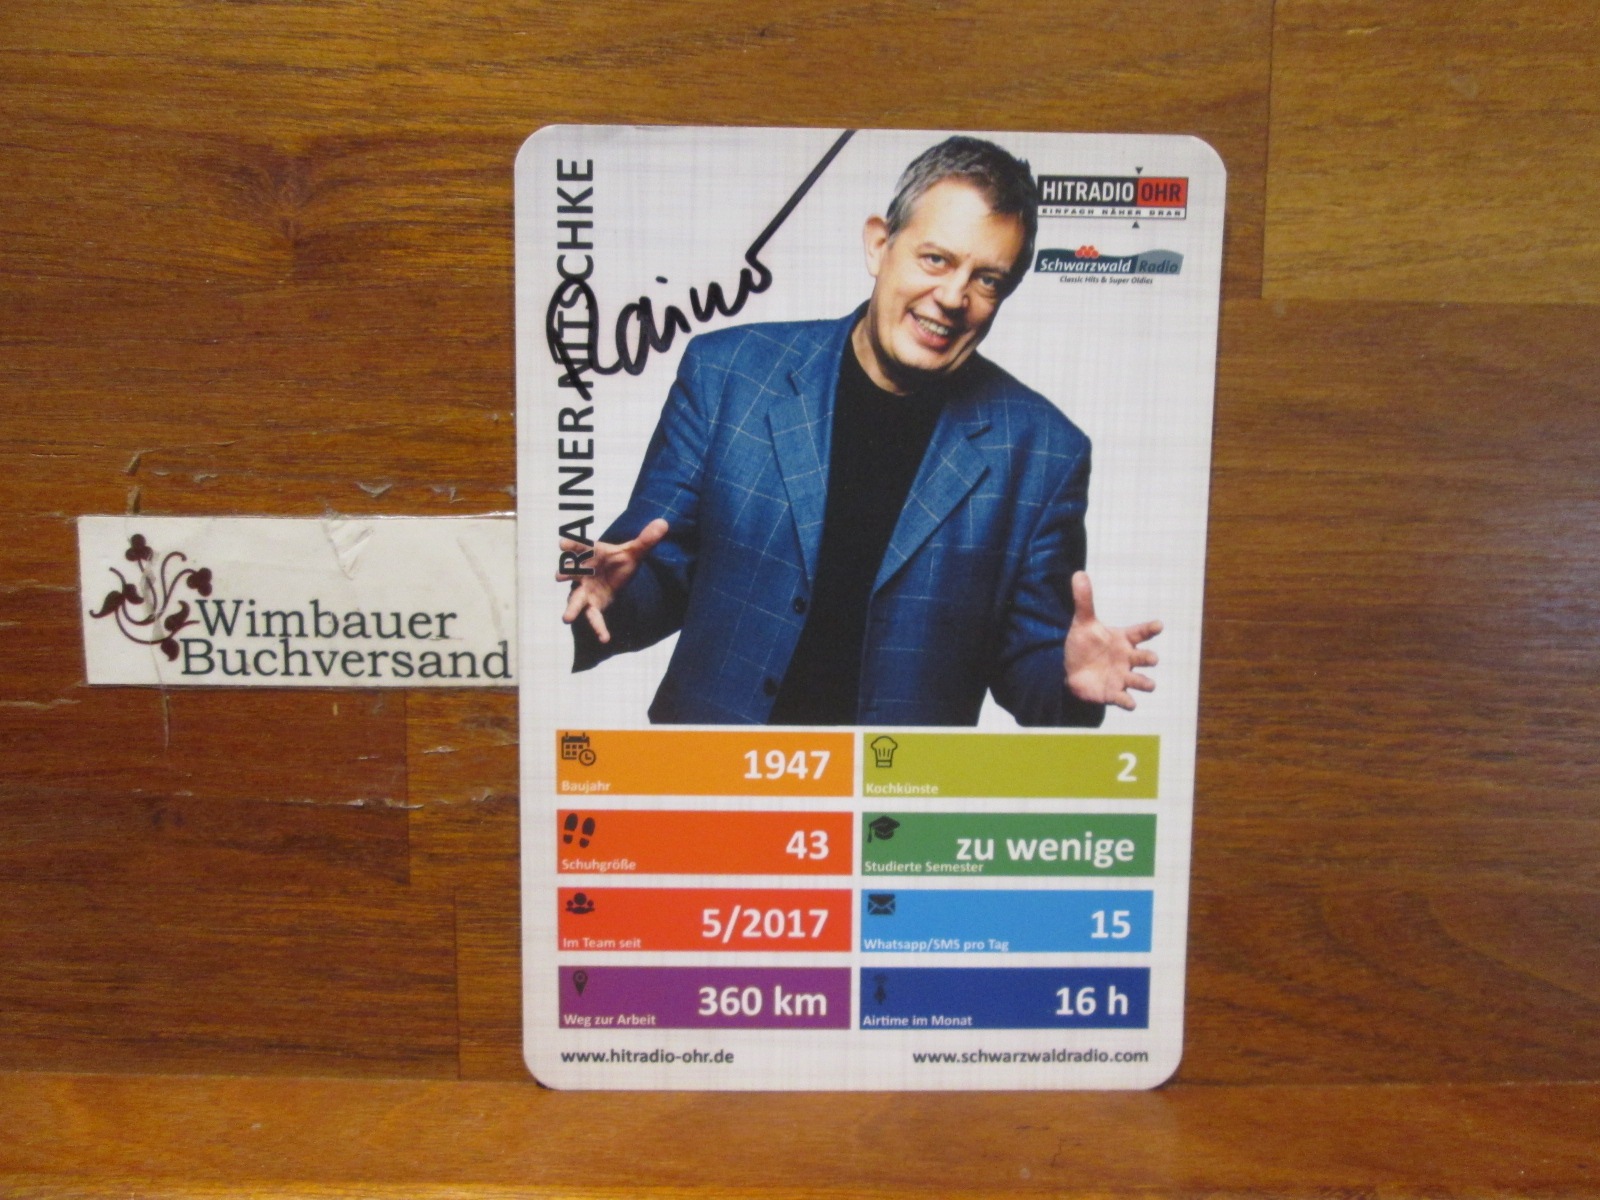 RAINER NITSCHKE
Rainer
HITRADIO OHR
EINFACH NÄHER DRAN
Schwarzwald Radio
Classic Hits & Super Oldies
Wimbauer
Buchversand
1947
Baujahr
2
Kochkünste
43
Schuhgröße
zu wenige
Studierte Semester
5/2017
Im Team seit
15
Whatsapp/SMS pro Tag
360 km
Weg zur Arbeit
16 h
Airtime im Monat
www.hitradio-ohr.de
www.schwarzwaldradio.com